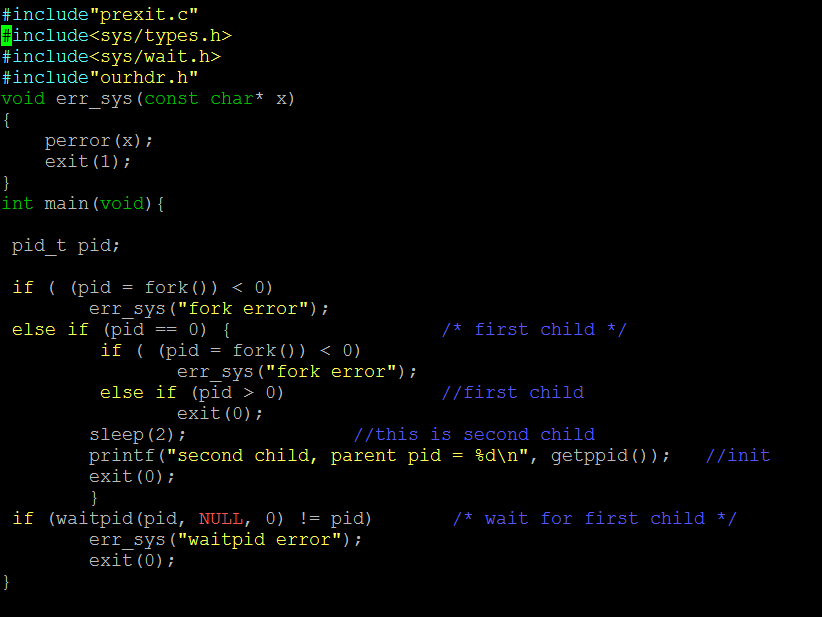 #include"prexit.c"
#include<sys/types.h>
#include<sys/wait.h>
#include"ourhdr.h"
void err_sys(const char* x)
{
    perror(x);
    exit(1);
}
int main(void){

 pid_t pid;

 if ( (pid = fork()) < 0)
        err_sys("fork error");
 else if (pid == 0) {                   /* first child */
         if ( (pid = fork()) < 0)
                err_sys("fork error");
         else if (pid > 0)              //first child
                exit(0);
        sleep(2);               //this is second child
        printf("second child, parent pid = %d\n", getppid());   //init
        exit(0);
        }
 if (waitpid(pid, NULL, 0) != pid)       /* wait for first child */
        err_sys("waitpid error");
        exit(0);
}